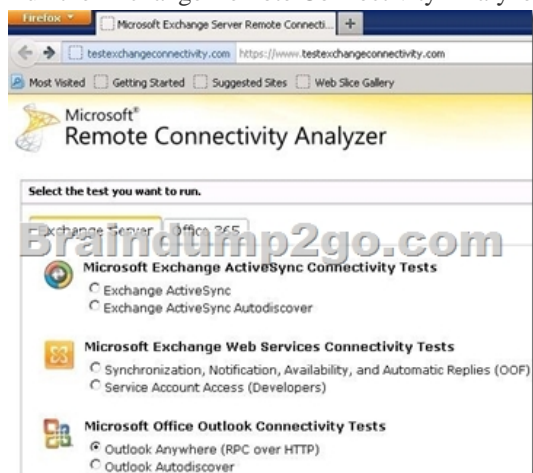 Firefox
Microsoft Exchange Server Remote Connecti... +
testexchangeconnectivity.com https://www.testexchangeconnectivity.com
Most Visited Getting Started Suggested Sites Web Slice Gallery
Microsoft®
Remote Connectivity Analyzer
Select the test you want to run.
Exchange Server Office 365
Braindump2go.com
Microsoft Exchange ActiveSync Connectivity Tests
Exchange ActiveSync
Exchange ActiveSync Autodiscover
Microsoft Exchange Web Services Connectivity Tests
Synchronization, Notification, Availability, and Automatic Replies (OOF)
Service Account Access (Developers)
Microsoft Office Outlook Connectivity Tests
Outlook Anywhere (RPC over HTTP)
Outlook Autodiscover